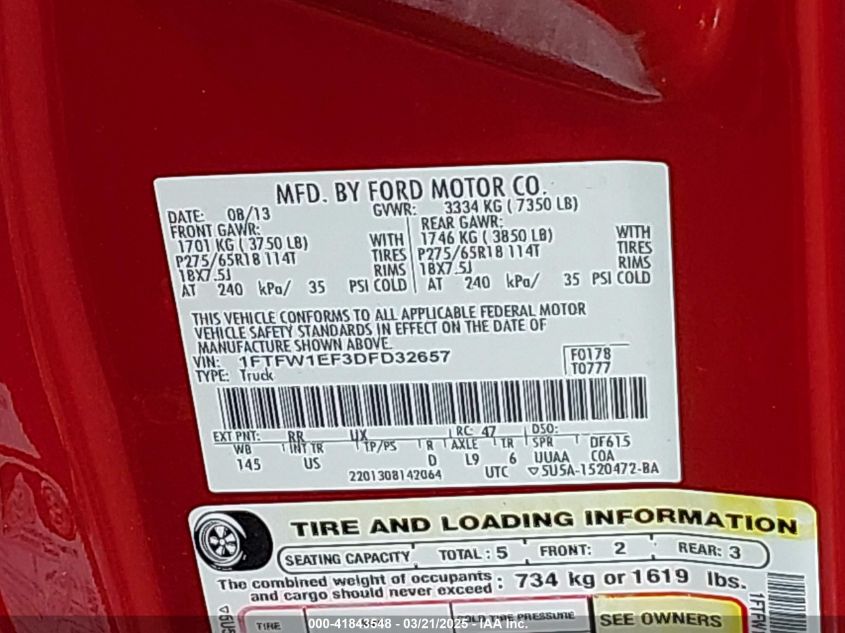 MFD. BY FORD MOTOR CO.
DATE: 08/13 GVWR: 3334 KG ( 7350 LB)
FRONT GAWR: REAR GAWR:
1701 KG ( 3750 LB) WITH 1746 KG ( 3850 LB) WITH
P275/65R18 114T TIRES P275/65R18 114T TIRES
18X7.5J RIMS 18X7.5J RIMS
AT 240 kPa/ 35 PSI COLD AT 240 kPa/ 35 PSI COLD
THIS VEHICLE CONFORMS TO ALL APPLICABLE FEDERAL MOTOR
VEHICLE SAFETY STANDARDS IN EFFECT ON THE DATE OF
MANUFACTURE SHOWN ABOVE.
VIN: 1FTFW1EF3DFD32657 F0178
TYPE: Truck T0777
EXT PNT: RR UX RC: 47 DSO:
WB INT TR TP/PS R AXLE TR SPR DF615
145 US D L9 6 UUAA COA
2201308142064 UTC ▽5U5A-1520472-BA
TIRE AND LOADING INFORMATION
SEATING CAPACITY TOTAL : 5 FRONT: 2 REAR: 3
The combined weight of occupants
and cargo should never exceed : 734 kg or 1619 lbs.
TIRE COLD TIRE PRESSURE SEE OWNERS
000-41843548 - 03/21/2025 - IAA Inc.